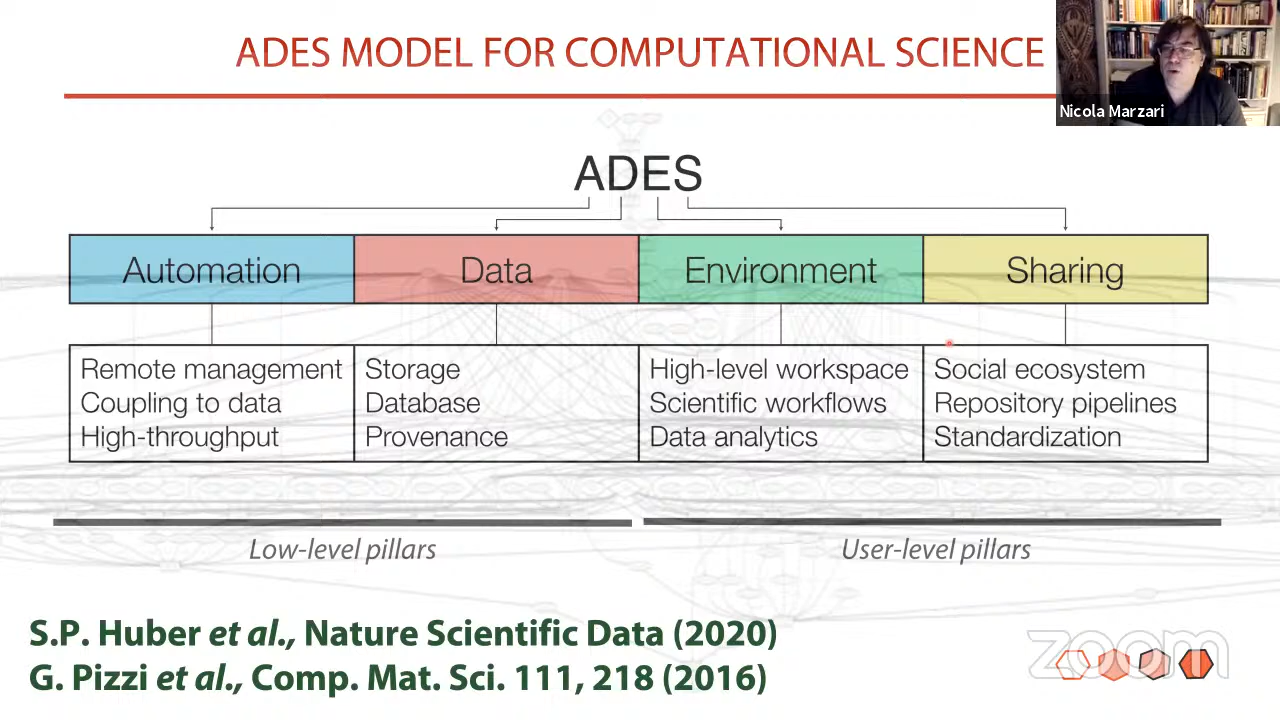 ADES MODEL FOR COMPUTATIONAL SCIENCE
Nicola Marzari
ADES
Automation
Data
Environment
Sharing
Remote management
Coupling to data
High-throughput
Storage
Database
Provenance
High-level workspace
Scientific workflows
Data analytics
Social ecosystem
Repository pipelines
Standardization
Low-level pillars
User-level pillars
S.P. Huber et al., Nature Scientific Data (2020)
G. Pizzi et al., Comp. Mat. Sci. 111, 218 (2016)
zoom